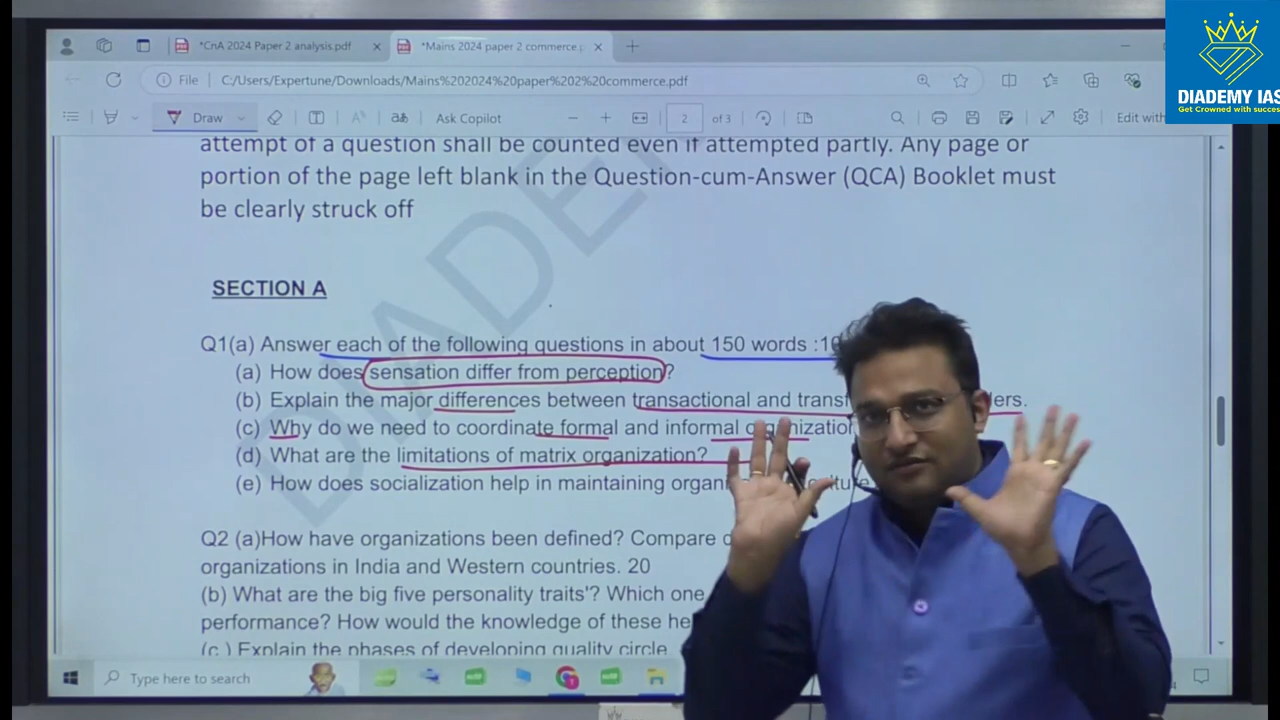 *CnA 2024 Paper 2 analysis.pdf
*Mains 2024 paper 2 commerce.p
DIADEMY IAS
Get Crowned with success
File
C:/Users/Expertune/Downloads/Mains%202024%20paper%202%20commerce.pdf
Draw
Ask Copilot
2 of 3
Edit with
attempt of a question shall be counted even if attempted partly. Any page or
portion of the page left blank in the Question-cum-Answer (QCA) Booklet must
be clearly struck off
SECTION A
Q1(a) Answer each of the following questions in about 150 words :10
(a) How does sensation differ from perception?
(b) Explain the major differences between transactional and
(c) Why do we need to coordinate formal and informal
(d) What are the limitations of matrix organization?
(e) How does socialization help in maintaining
Q2 (a)How have organizations been defined? Compare
organizations in India and Western countries. 20
(b) What are the big five personality traits'? Which one
performance? How would the knowledge of these
(c ) Explain the phases of developing quality circle
Type here to search